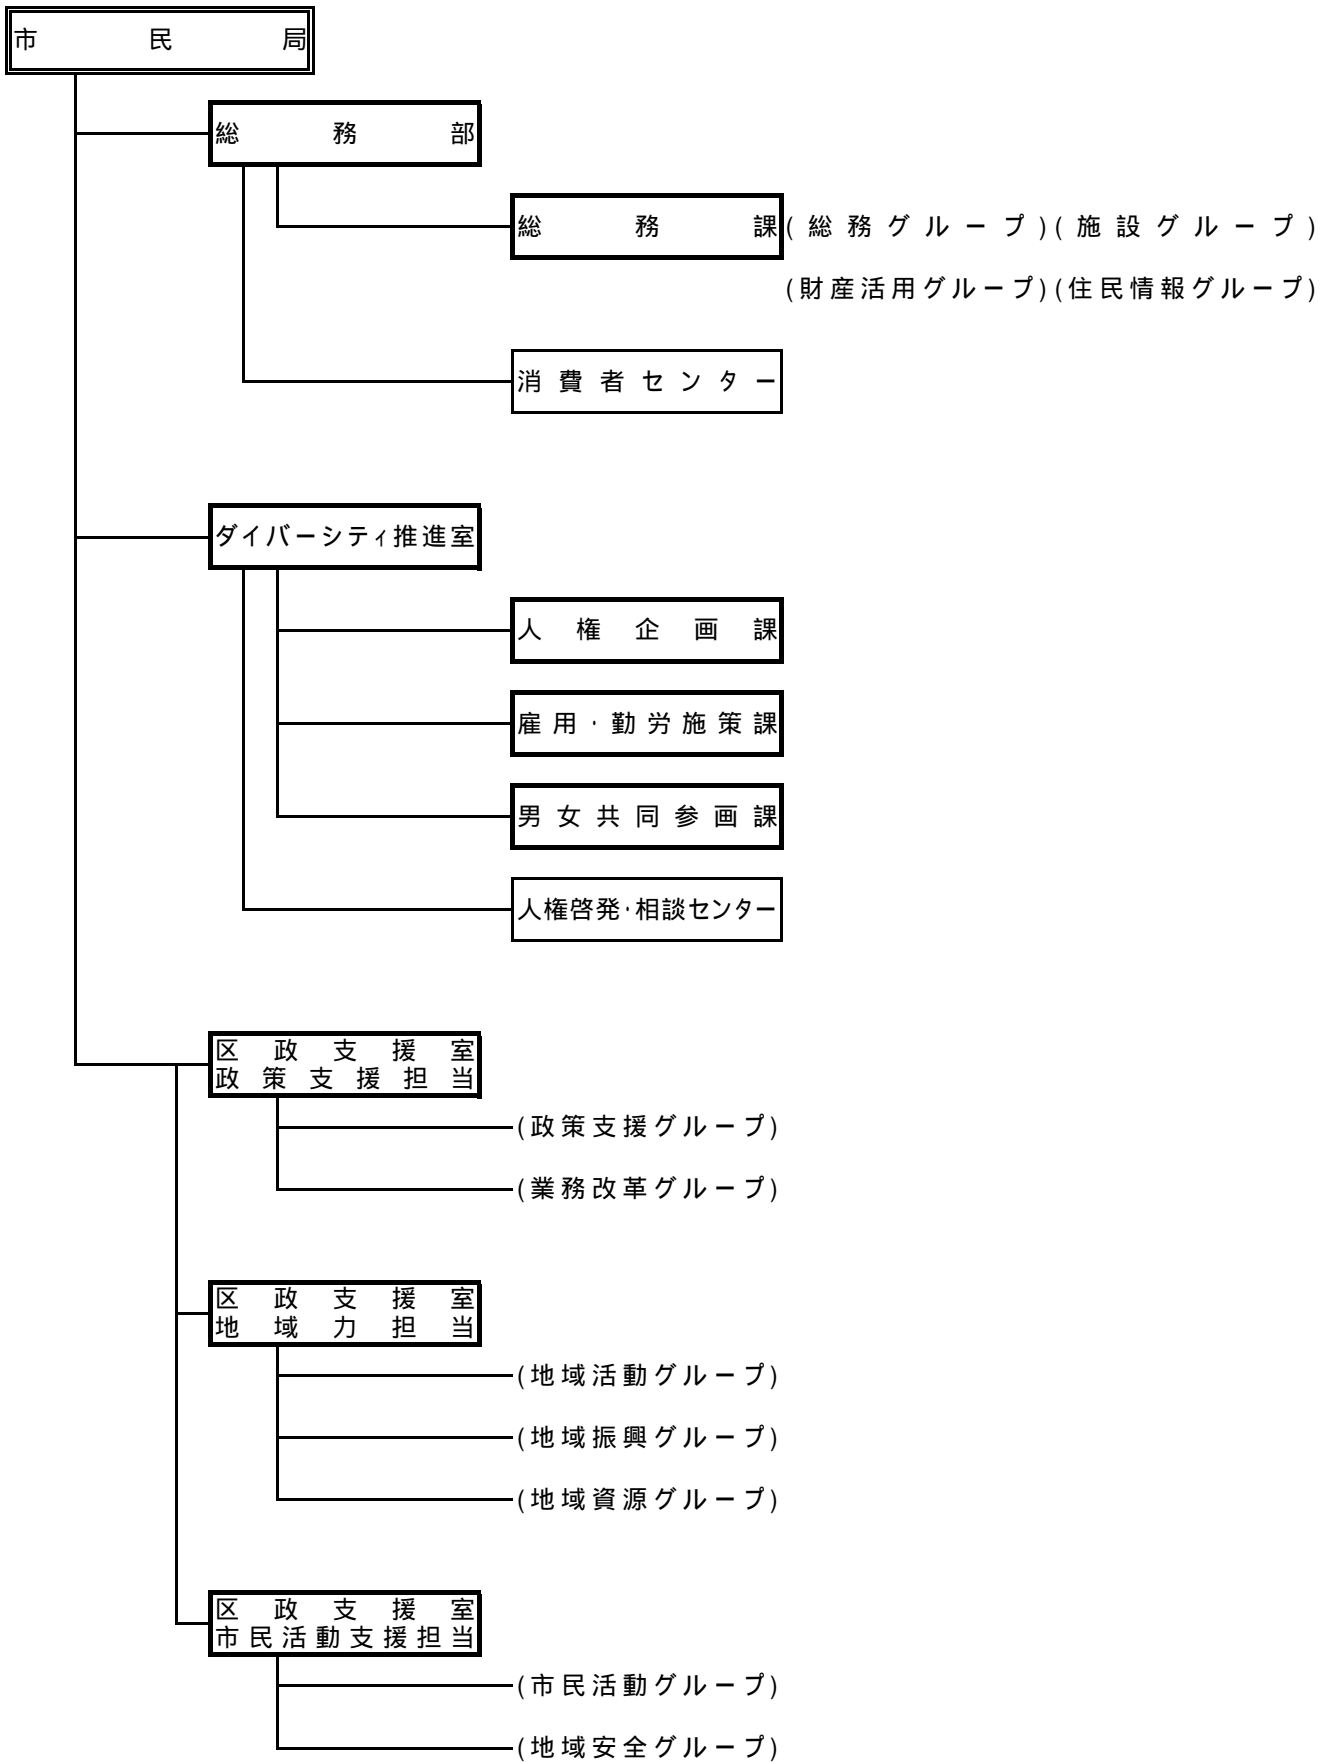 市民局
総務部
総務課(総務グループ)(施設グループ)
(財産活用グループ)(住民情報グループ)
消費者センター
ダイバーシティ推進室
人権企画課
雇用・勤労施策課
男女共同参画課
人権啓発・相談センター
区政支援室
政策支援担当
(政策支援グループ)
(業務改革グループ)
区政支援室
地域力担当
(地域活動グループ)
(地域振興グループ)
(地域資源グループ)
区政支援室
市民活動支援担当
(市民活動グループ)
(地域安全グループ)